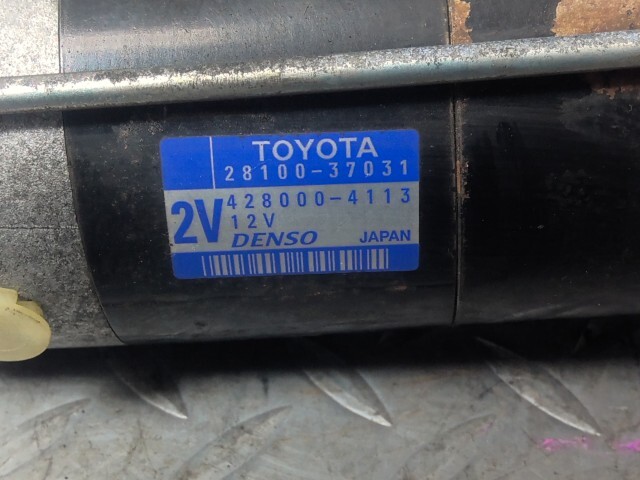 TOYOTA
28100-37031
2V
428000-4113
12V
DENSO JAPAN